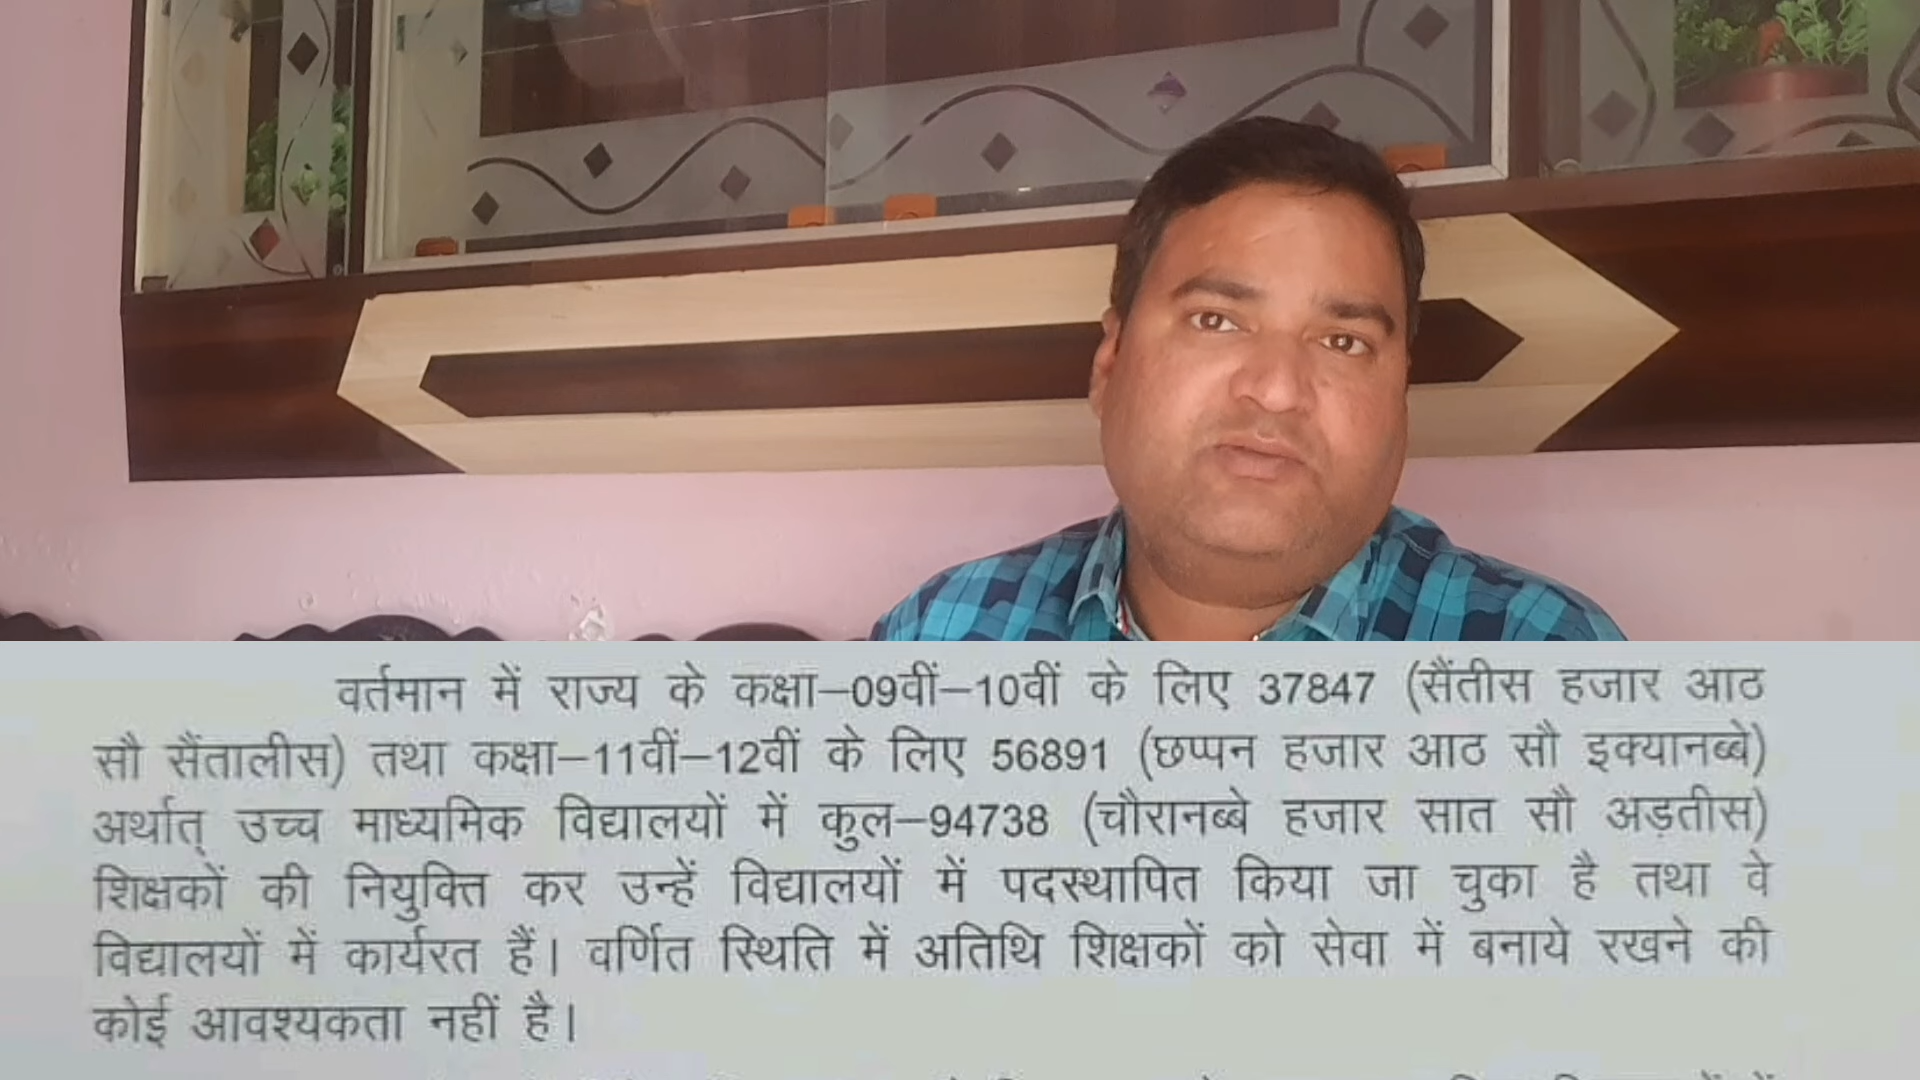 वर्तमान में राज्य के कक्षा–09वीं–10वीं के लिए 37847 (सैंतीस हजार आठ
सौ सैंतालीस) तथा कक्षा–11वीं–12वीं के लिए 56891 (छप्पन हजार आठ सौ इक्यानब्बे)
अर्थात् उच्च माध्यमिक विद्यालयों में कुल–94738 (चौरानब्बे हजार सात सौ अड़तीस)
शिक्षकों की नियुक्ति कर उन्हें विद्यालयों में पदस्थापित किया जा चुका है तथा वे
विद्यालयों में कार्यरत हैं। वर्णित स्थिति में अतिथि शिक्षकों को सेवा में बनाये रखने की
कोई आवश्यकता नहीं है।